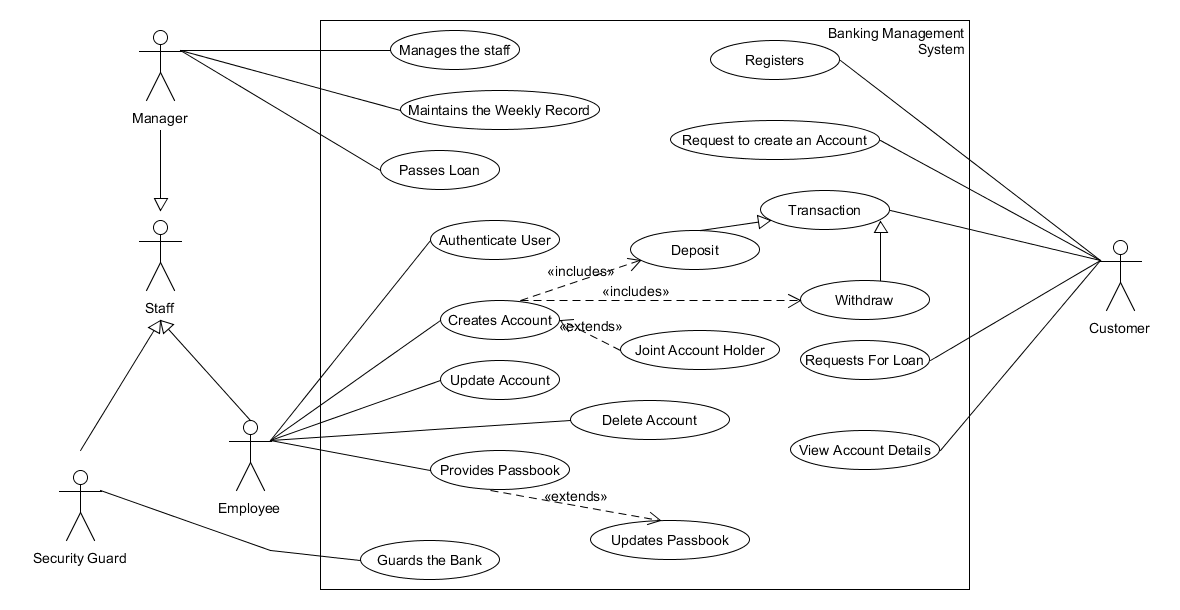 Banking Management
System
Manages the staff
Registers
Maintains the Weekly Record
Manager
Request to create an Account
Passes Loan
Transaction
Authenticate User
Deposit
«includes»
«includes»
Withdraw
Staff
Creates Account
«extends»
Customer
Joint Account Holder
Requests For Loan
Update Account
Delete Account
View Account Details
Provides Passbook
«extends»
Employee
Updates Passbook
Security Guard
Guards the Bank